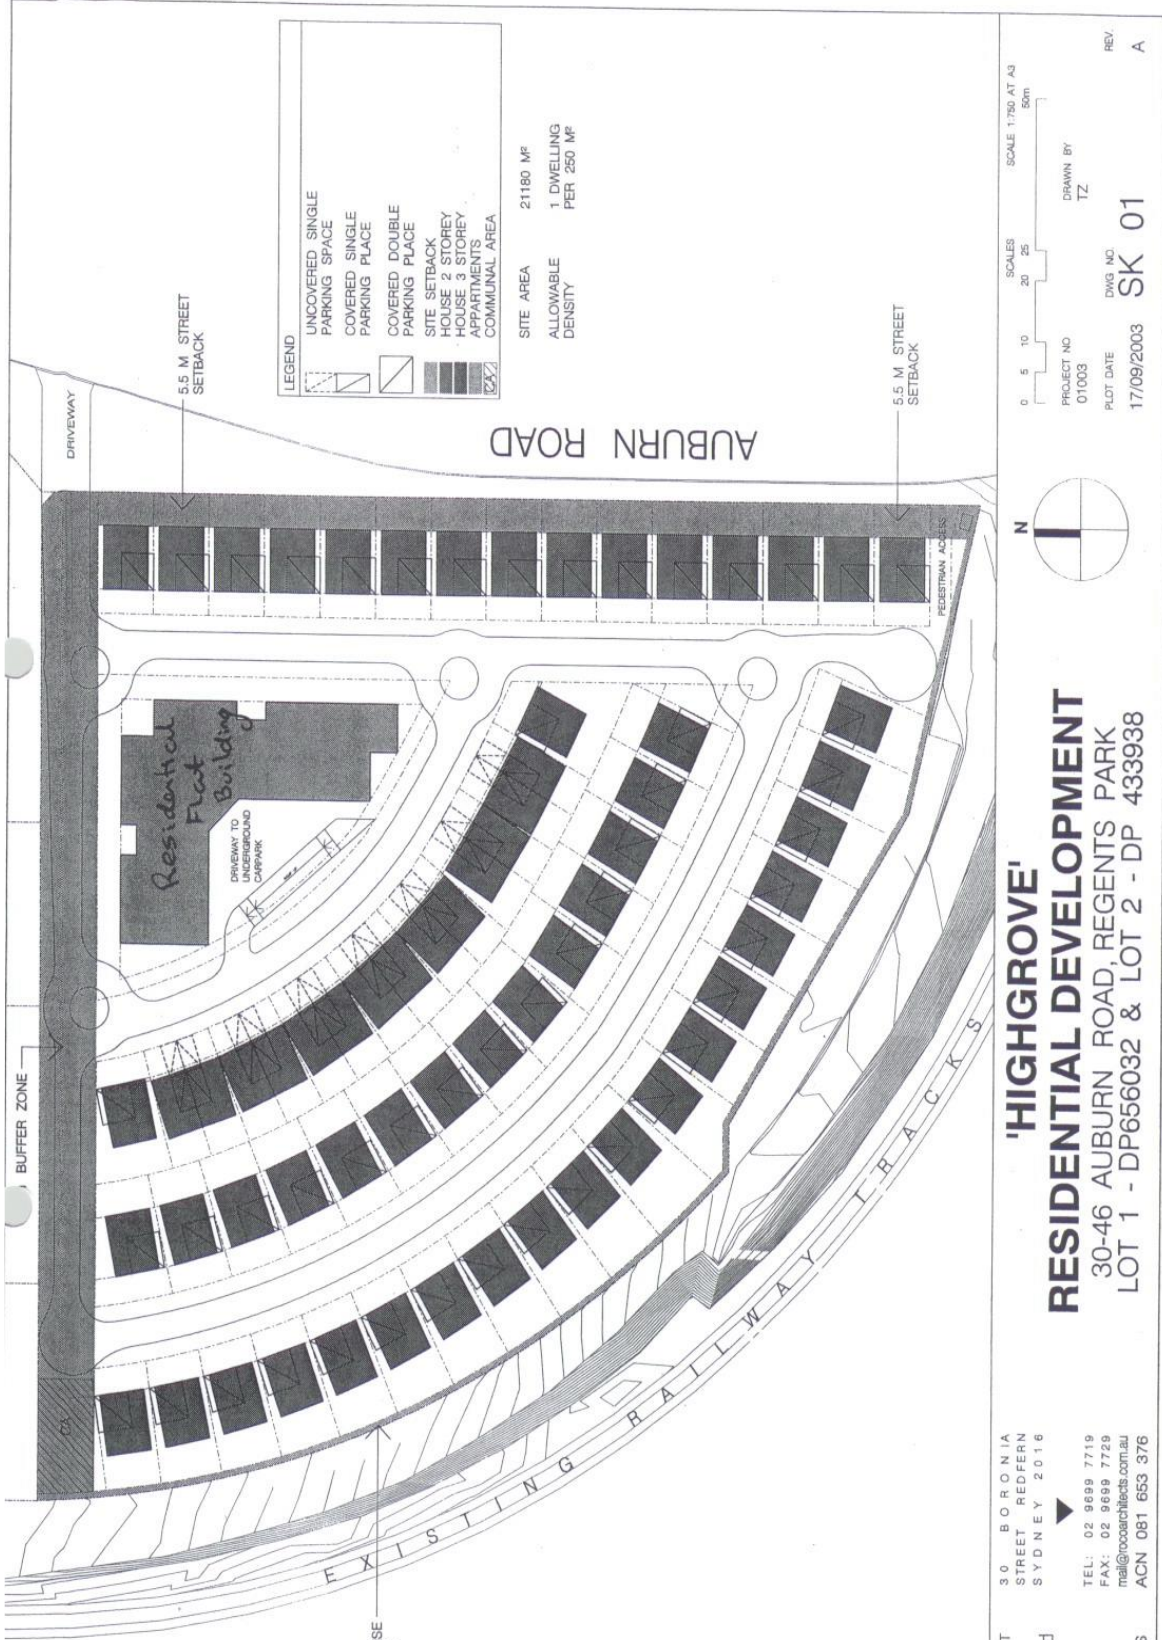 BUFFER ZONE
DRIVEWAY
5.5 M STREET
SETBACK
LEGEND
UNCOVERED SINGLE
PARKING SPACE
COVERED SINGLE
PARKING PLACE
COVERED DOUBLE
PARKING PLACE
SITE SETBACK
HOUSE 2 STOREY
HOUSE 3 STOREY
APPARTMENTS
CA COMMUNAL AREA
SITE AREA 21180 M²
ALLOWABLE 1 DWELLING
DENSITY PER 250 M²
AUBURN ROAD
5.5 M STREET
SETBACK
PEDESTRIAN ACCESS
Residential
Flat
Building
DRIVEWAY TO
UNDERGROUND
CARPARK
CA
EXISTING RAILWAY TRACKS
SE
N
'HIGHGROVE'
RESIDENTIAL DEVELOPMENT
30-46 AUBURN ROAD, REGENTS PARK
LOT 1 - DP656032 & LOT 2 - DP 433938
30 BORONIA
STREET REDFERN
SYDNEY 2016
TEL: 02 9699 7719
FAX: 02 9699 7729
mail@rocoarchitects.com.au
ACN 081 653 376
SCALES SCALE 1:750 AT A3
0 5 10 20 25 50m
PROJECT NO DRAWN BY
01003 TZ
PLOT DATE DWG NO. REV.
17/09/2003 SK 01 A